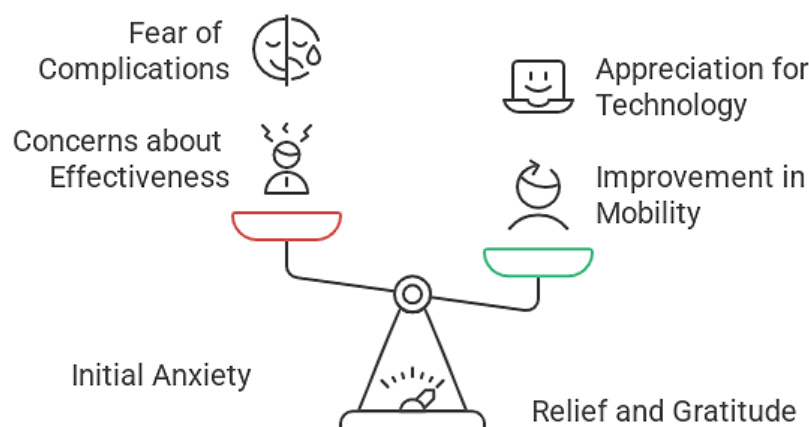 Fear of
Complications
Concerns about
Effectiveness
Appreciation for
Technology
Improvement in
Mobility
Initial Anxiety
Relief and Gratitude